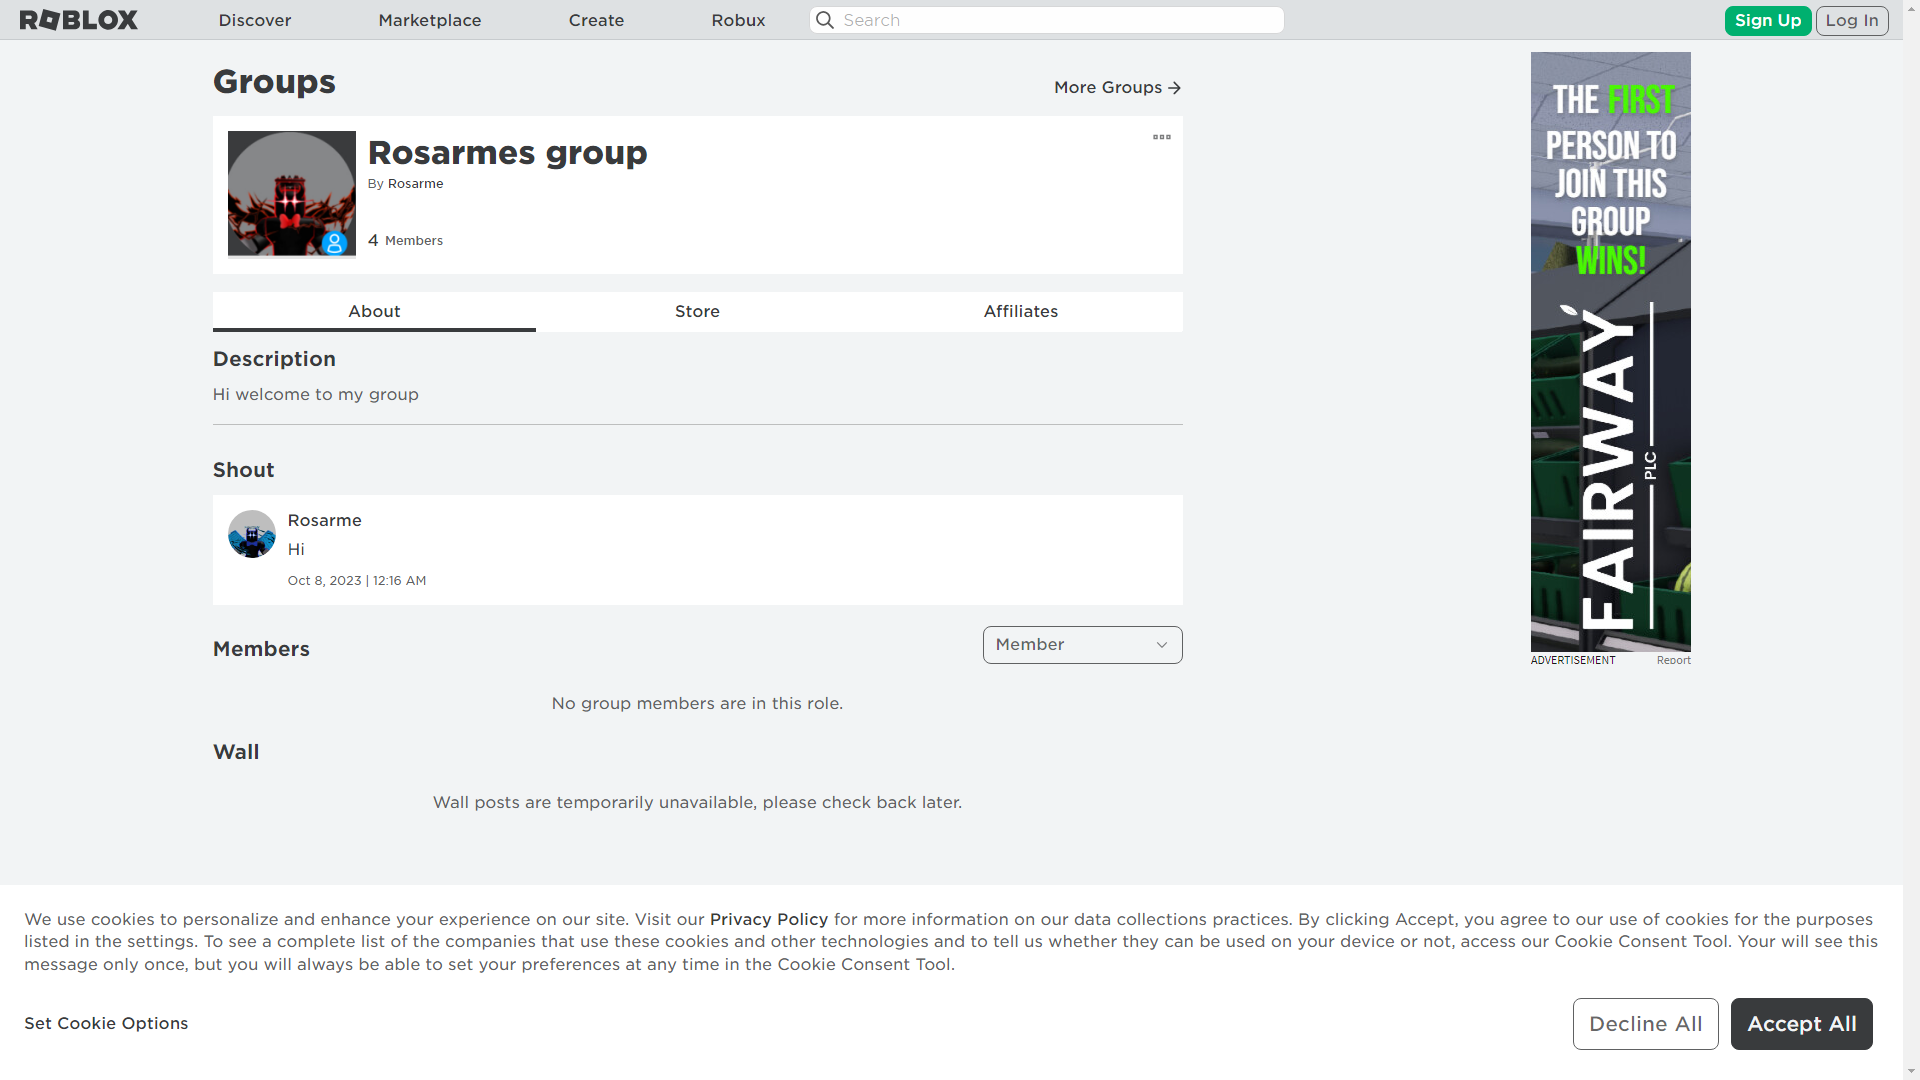 ROBLOX
Discover
Marketplace
Create
Robux
Search
Sign Up
Log In
Groups
More Groups
Rosarmes group
By Rosarme
4 Members
About
Store
Affiliates
Description
Hi welcome to my group
Shout
Rosarme
Hi
Oct 8, 2023 | 12:16 AM
Members
Member
No group members are in this role.
Wall
Wall posts are temporarily unavailable, please check back later.
THE FIRST
PERSON TO
JOIN THIS
GROUP
WINS!
FAIRWAY
PLC
ADVERTISEMENT
Report
We use cookies to personalize and enhance your experience on our site. Visit our Privacy Policy for more information on our data collections practices. By clicking Accept, you agree to our use of cookies for the purposes
listed in the settings. To see a complete list of the companies that use these cookies and other technologies and to tell us whether they can be used on your device or not, access our Cookie Consent Tool. Your will see this
message only once, but you will always be able to set your preferences at any time in the Cookie Consent Tool.
Set Cookie Options
Decline All
Accept All